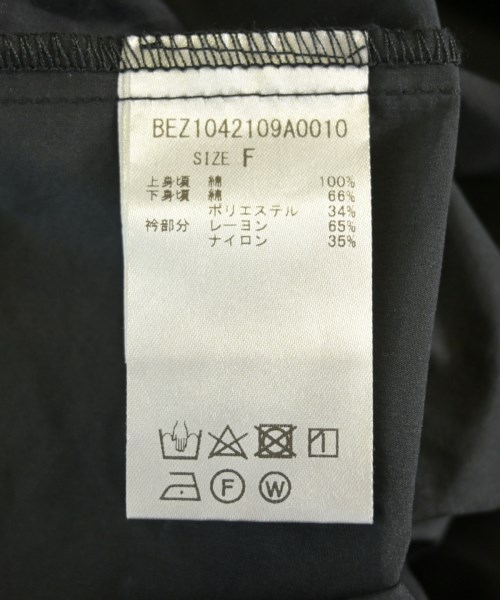 BEZ1042109A0010
SIZE F
上身頃 綿 100%
下身頃 綿 66%
ポリエステル 34%
衿部分 レーヨン 65%
ナイロン 35%
F W